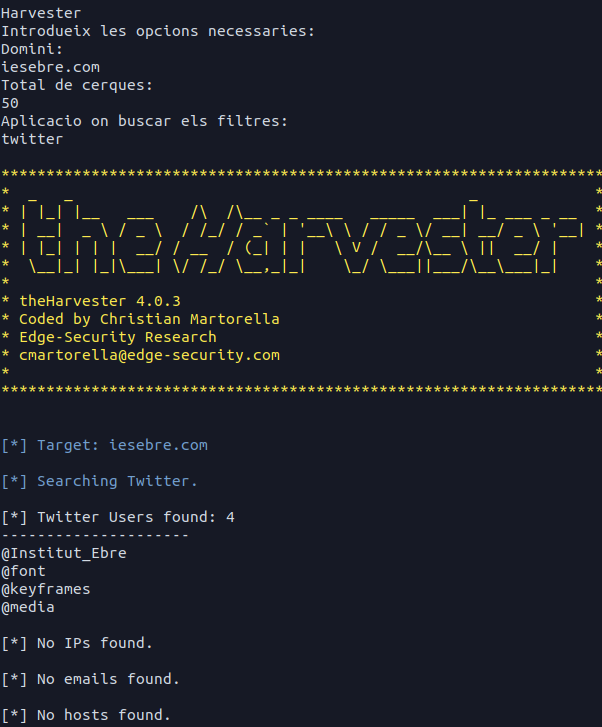 Harvester
Introdueix les opcions necessaries:
Domini:
iesebre.com
Total de cerques:
50
Aplicacio on buscar els filtres:
twitter
*******************************************************************
*  _   _                                            _             *
* | |_| |__   ___    /\  /\__ _ _ ____   _____  ___| |_ ___ _ __  *
* | __|  _ \ / _ \  / /_/ / _` | '__\ \ / / _ \/ __| __/ _ \ '__| *
* | |_| | | |  __/ / __  / (_| | |   \ V /  __/\__ \ ||  __/ |    *
*  \__|_| |_|\___| \/ /_/ \__,_|_|    \_/ \___||___/\__\___|_|    *
*                                                                 *
* theHarvester 4.0.3                                              *
* Coded by Christian Martorella                                   *
* Edge-Security Research                                          *
* cmartorella@edge-security.com                                   *
*                                                                 *
*******************************************************************
[*] Target: iesebre.com
[*] Searching Twitter.
[*] Twitter Users found: 4
---------------------
@Institut_Ebre
@font
@keyframes
@media
[*] No IPs found.
[*] No emails found.
[*] No hosts found.